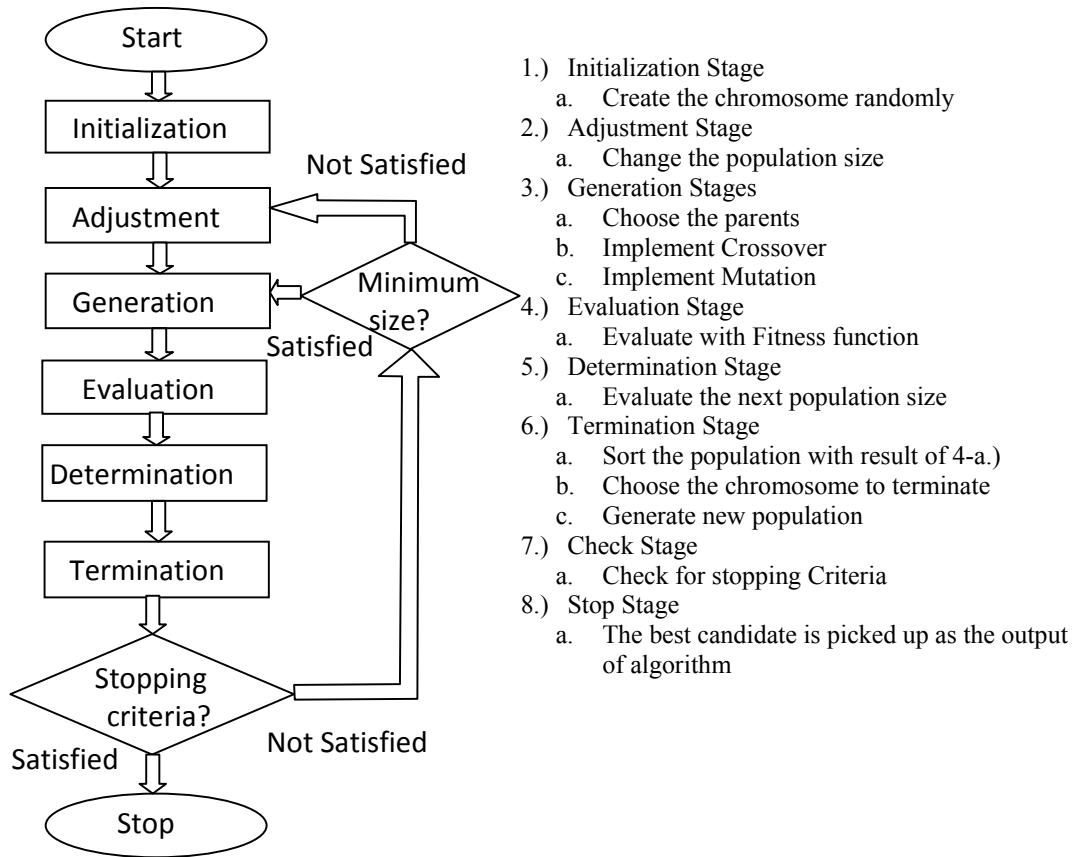 Start
Initialization
Not Satisfied
Adjustment
Generation
Minimum
size?
Satisfied
Evaluation
Determination
Termination
Stopping
criteria?
Not Satisfied
Satisfied
Stop
1.) Initialization Stage
a. Create the chromosome randomly
2.) Adjustment Stage
a. Change the population size
3.) Generation Stages
a. Choose the parents
b. Implement Crossover
c. Implement Mutation
4.) Evaluation Stage
a. Evaluate with Fitness function
5.) Determination Stage
a. Evaluate the next population size
6.) Termination Stage
a. Sort the population with result of 4-a.)
b. Choose the chromosome to terminate
c. Generate new population
7.) Check Stage
a. Check for stopping Criteria
8.) Stop Stage
a. The best candidate is picked up as the output
of algorithm